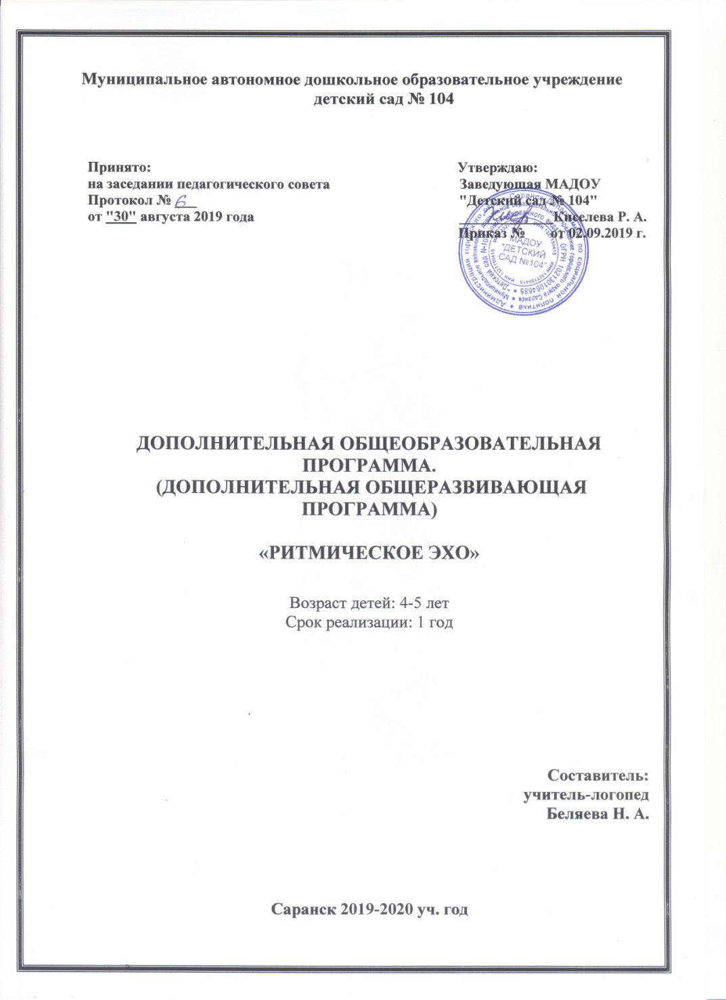 Муниципальное автономное дошкольное образовательное учреждение
детский сад № 104
Принято:
на заседании педагогического совета
Протокол № 6
от "30" августа 2019 года
Утверждаю:
Заведующая МАДОУ
"Детский сад № 104"
Киселева Р. А.
Приказ № от 02.09.2019 г.
МАДОУ
"ДЕТСКИЙ
САД №104"
ДОПОЛНИТЕЛЬНАЯ ОБЩЕОБРАЗОВАТЕЛЬНАЯ
ПРОГРАММА.
(ДОПОЛНИТЕЛЬНАЯ ОБЩЕРАЗВИВАЮЩАЯ
ПРОГРАММА)
«РИТМИЧЕСКОЕ ЭХО»
Возраст детей: 4-5 лет
Срок реализации: 1 год
Составитель:
учитель-логопед
Беляева Н. А.
Саранск 2019-2020 уч. год